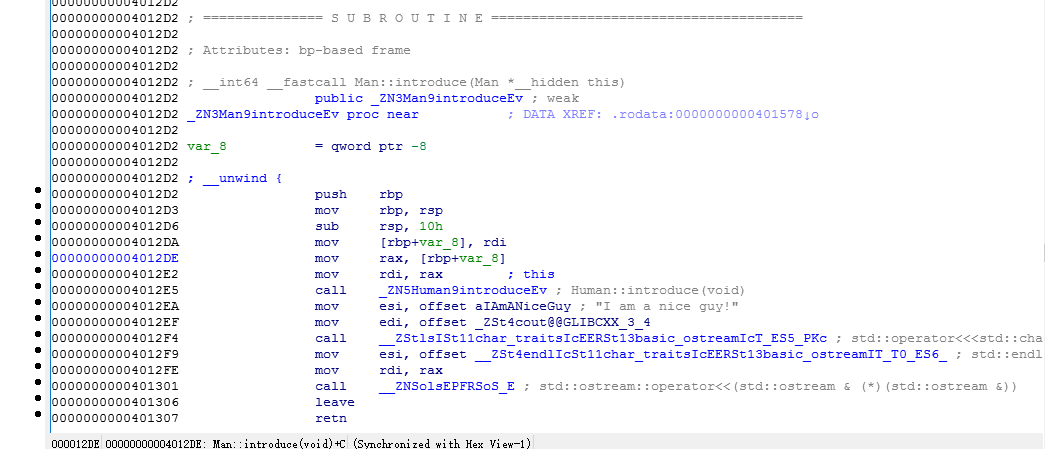 00000000004012D2
00000000004012D2 ; =============== S U B R O U T I N E =======================================
00000000004012D2
00000000004012D2 ; Attributes: bp-based frame
00000000004012D2
00000000004012D2 ; __int64 __fastcall Man::introduce(Man *__hidden this)
00000000004012D2 public _ZN3Man9introduceEv ; weak
00000000004012D2 _ZN3Man9introduceEv proc near ; DATA XREF: .rodata:0000000000401578↓o
00000000004012D2
00000000004012D2 var_8 = qword ptr -8
00000000004012D2
00000000004012D2 ; __unwind {
00000000004012D2 push rbp
00000000004012D3 mov rbp, rsp
00000000004012D6 sub rsp, 10h
00000000004012DA mov [rbp+var_8], rdi
00000000004012DE mov rax, [rbp+var_8]
00000000004012E2 mov rdi, rax ; this
00000000004012E5 call _ZN5Human9introduceEv ; Human::introduce(void)
00000000004012EA mov esi, offset aIAmANiceGuy ; "I am a nice guy!"
00000000004012EF mov edi, offset _ZSt4cout@@GLIBCXX_3_4
00000000004012F4 call __ZStlsISt11char_traitsIcEERSt13basic_ostreamIcT_ES5_PKc ; std::operator<<<std::cha
00000000004012F9 mov esi, offset __ZSt4endlIcSt11char_traitsIcEERSt13basic_ostreamIT_T0_ES6_ ; std::endl
00000000004012FE mov rdi, rax
0000000000401301 call __ZNSolsEPFRSoS_E ; std::ostream::operator<<(std::ostream & (*)(std::ostream &))
0000000000401306 leave
0000000000401307 retn
000012DE 00000000004012DE: Man::introduce(void)+C (Synchronized with Hex View-1)